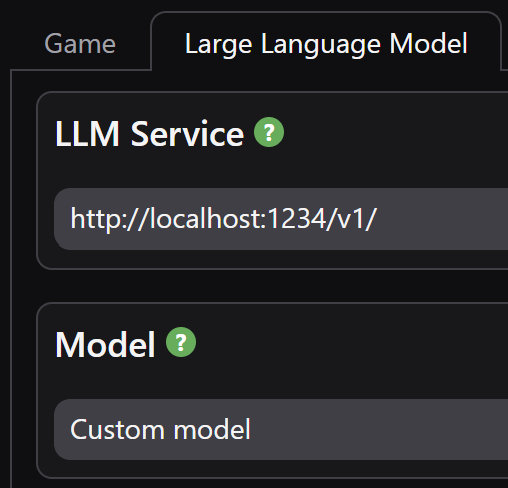 Game
Large Language Model
LLM Service ?
http://localhost:1234/v1/
Model ?
Custom model